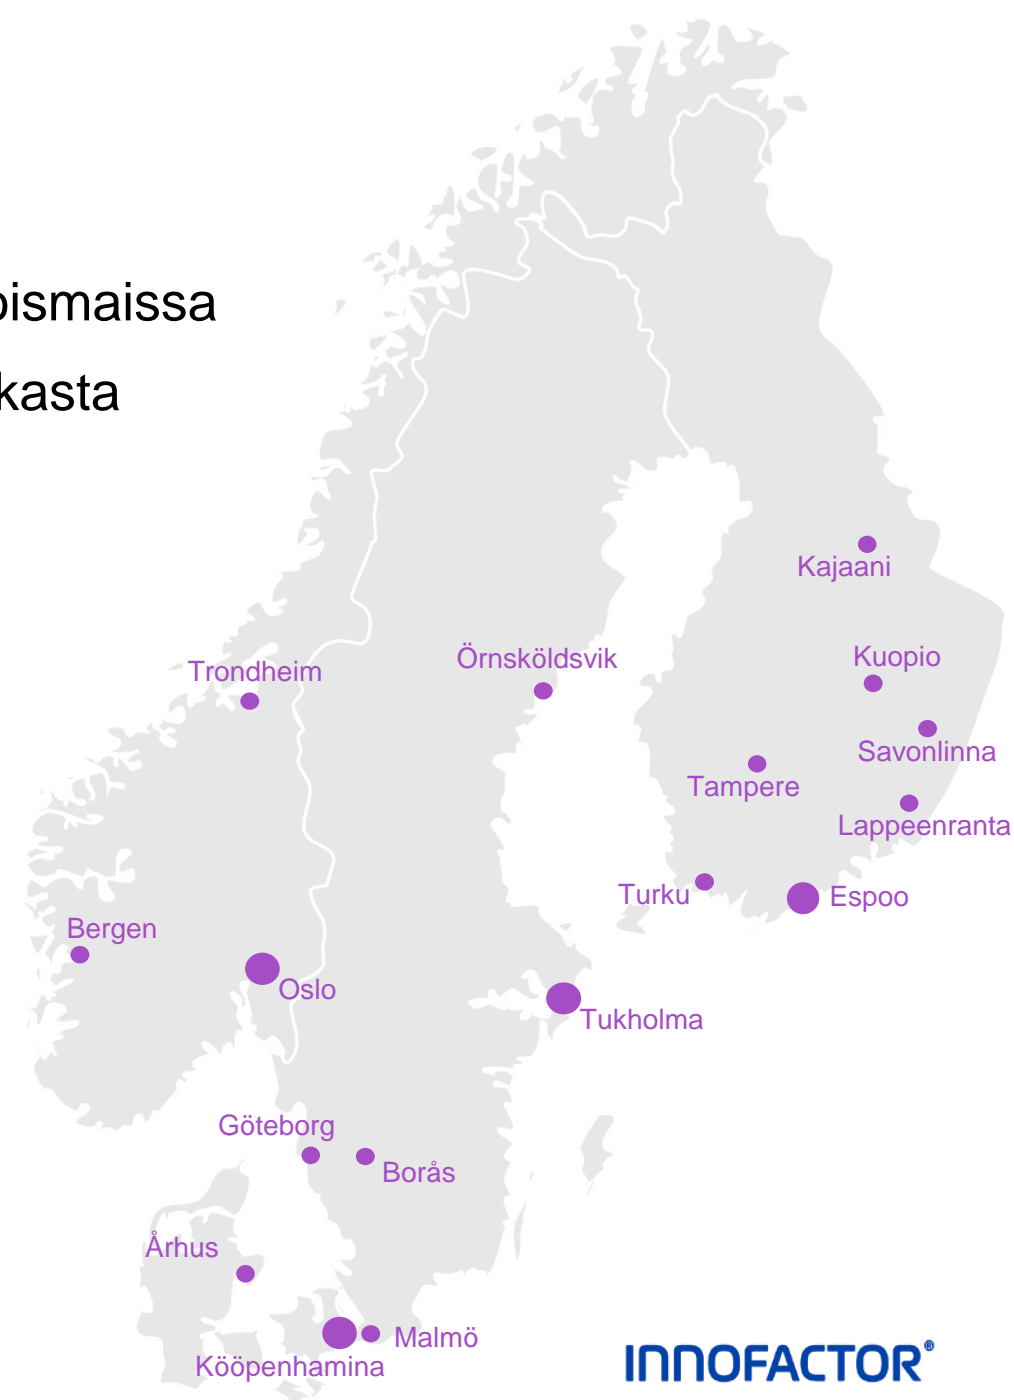 oismaissa
kasta
Kajaani
Örnsköldsvik
Kuopio
Trondheim
Savonlinna
Tampere
Lappeenranta
Turku
Espoo
Bergen
Oslo
Tukholma
Göteborg
Borås
Århus
Malmö
Kööpenhamina
INNOFACTOR®